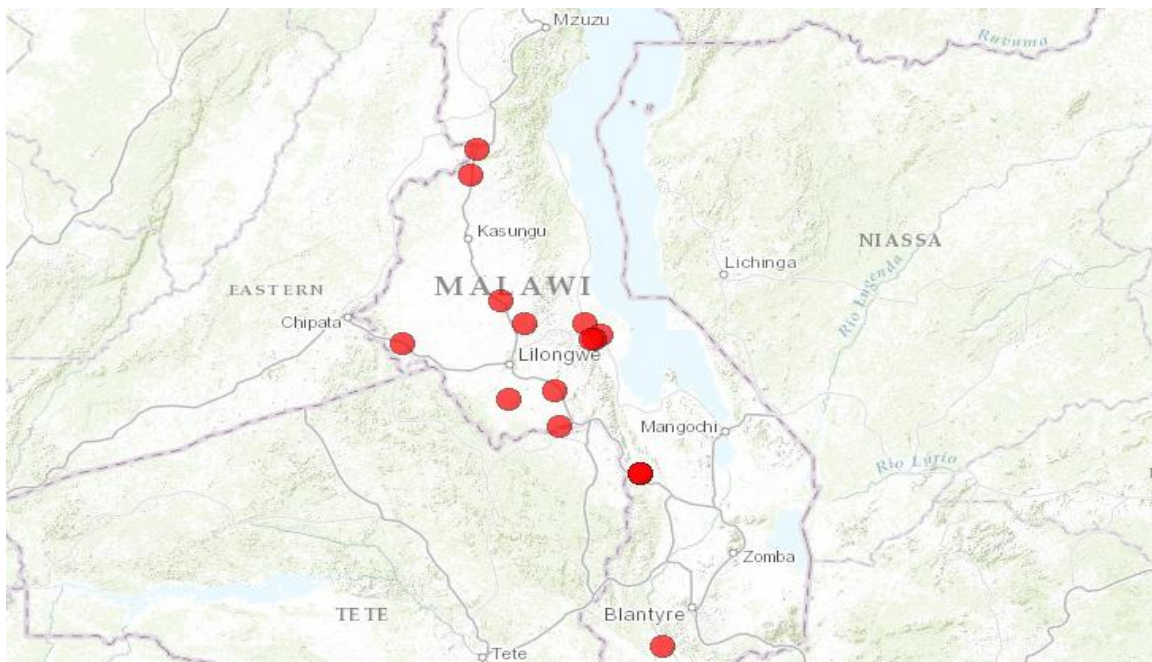 Mzuzu
Ruvuma
Kasungu
NIASSA
Lichinga
MALAWI
EASTERN
Rio Lugenda
Chipata
Lilongwe
Mangochi
Rio Lurio
Zomba
Blantyre
TETE
Tete